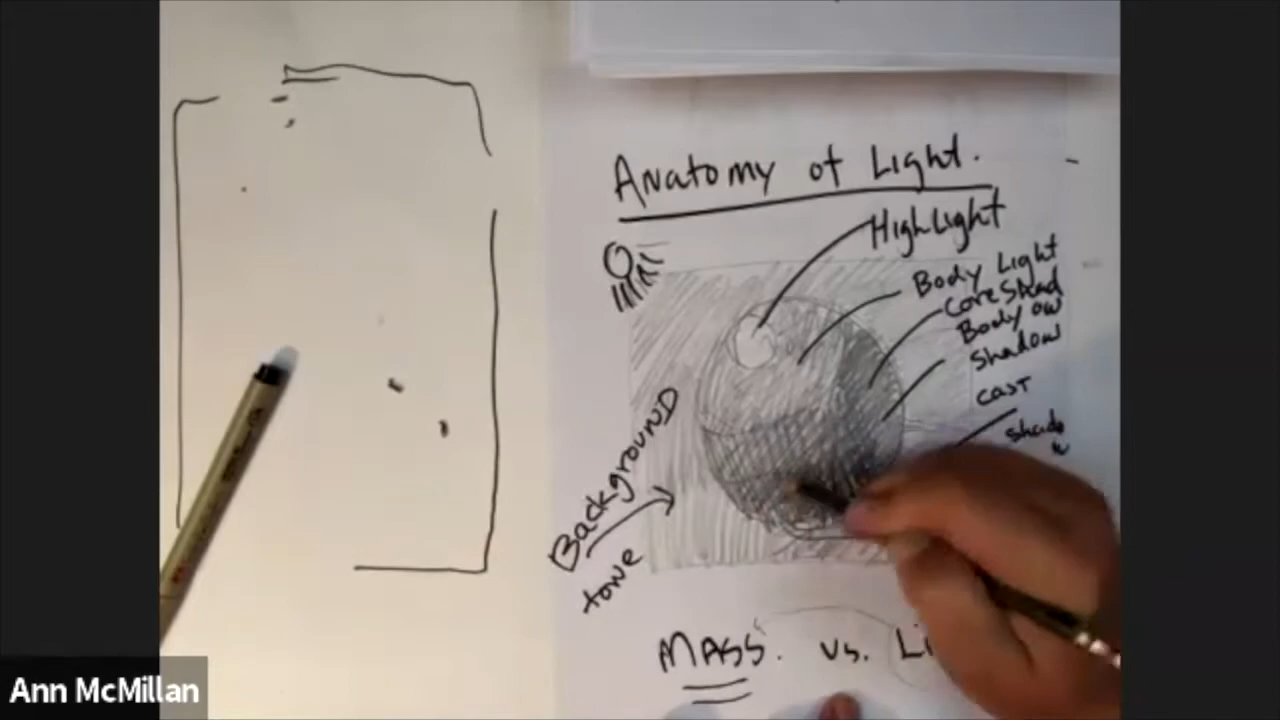 Anatomy of Light.
HighLight
Body Light
Core Shad
ow
Body
Shadow
cast
shado
w
Background
tone
MASS. vs. Li
Ann McMillan